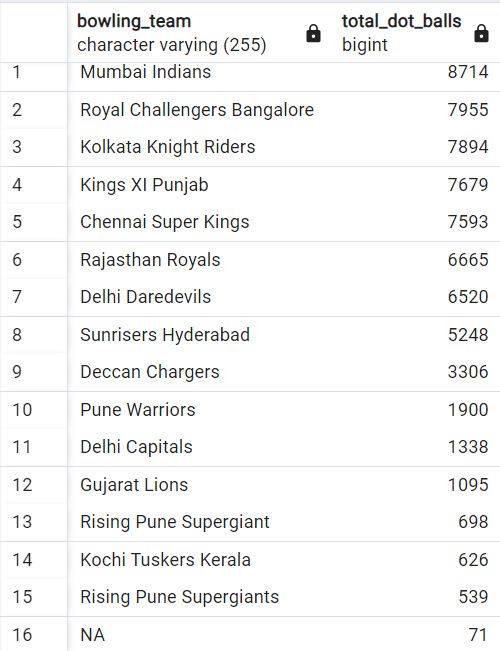 bowling_team total_dot_balls
character varying (255) bigint
1 Mumbai Indians 8714
2 Royal Challengers Bangalore 7955
3 Kolkata Knight Riders 7894
4 Kings XI Punjab 7679
5 Chennai Super Kings 7593
6 Rajasthan Royals 6665
7 Delhi Daredevils 6520
8 Sunrisers Hyderabad 5248
9 Deccan Chargers 3306
10 Pune Warriors 1900
11 Delhi Capitals 1338
12 Gujarat Lions 1095
13 Rising Pune Supergiant 698
14 Kochi Tuskers Kerala 626
15 Rising Pune Supergiants 539
16 NA 71